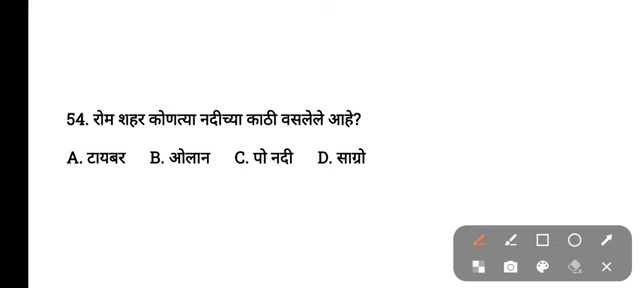 54. रोम शहर कोणत्या नदीच्या काठी वसलेले आहे?
A. टायबर B. ओलान C. पो नदी D. साग्रो